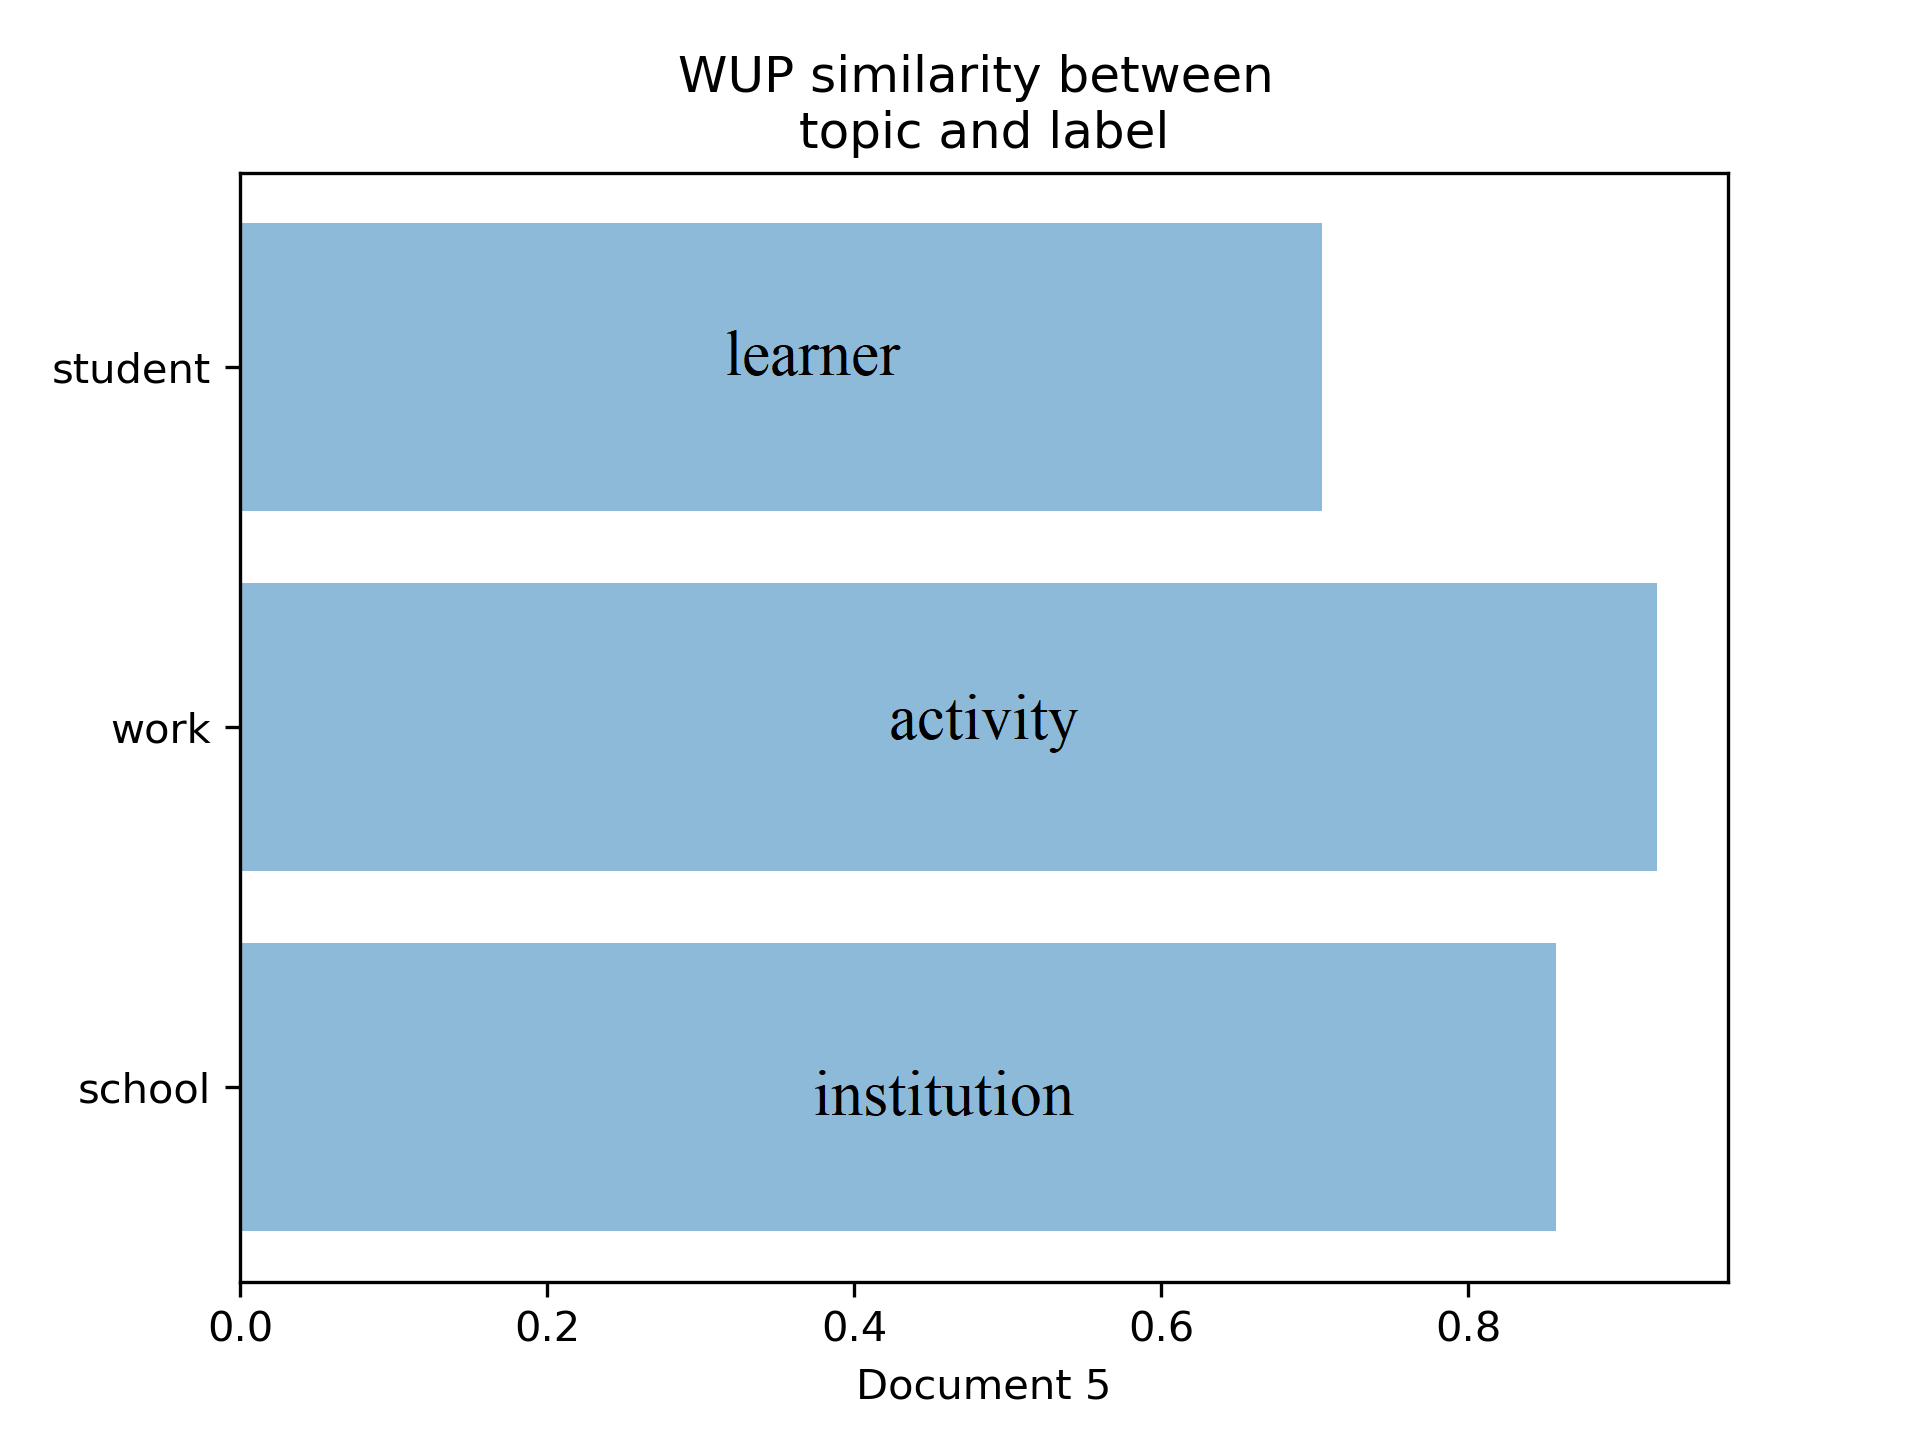 WUP similarity between
topic and label
student
learner
work
activity
school
institution
0.0 0.2 0.4 0.6 0.8
Document 5